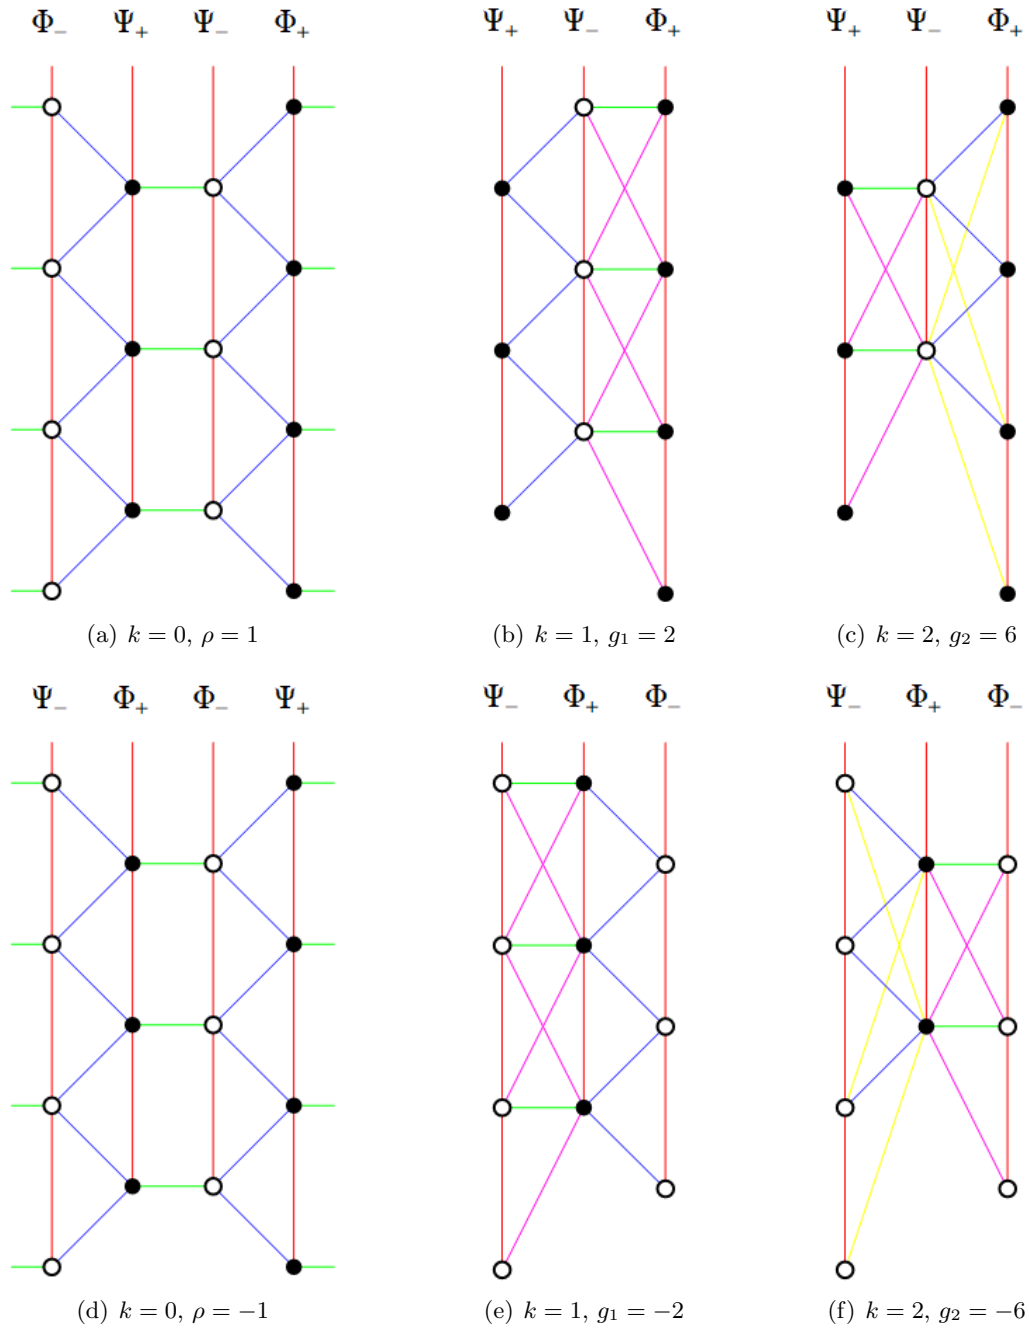 Φ₋ Ψ₊ Ψ₋ Φ₊
Ψ₊ Ψ₋ Φ₊
Ψ₊ Ψ₋ Φ₊
(a) k = 0, ρ = 1
(b) k = 1, g₁ = 2
(c) k = 2, g₂ = 6
Ψ₋ Φ₊ Φ₋ Ψ₊
Ψ₋ Φ₊ Φ₋
Ψ₋ Φ₊ Φ₋
(d) k = 0, ρ = −1
(e) k = 1, g₁ = −2
(f) k = 2, g₂ = −6